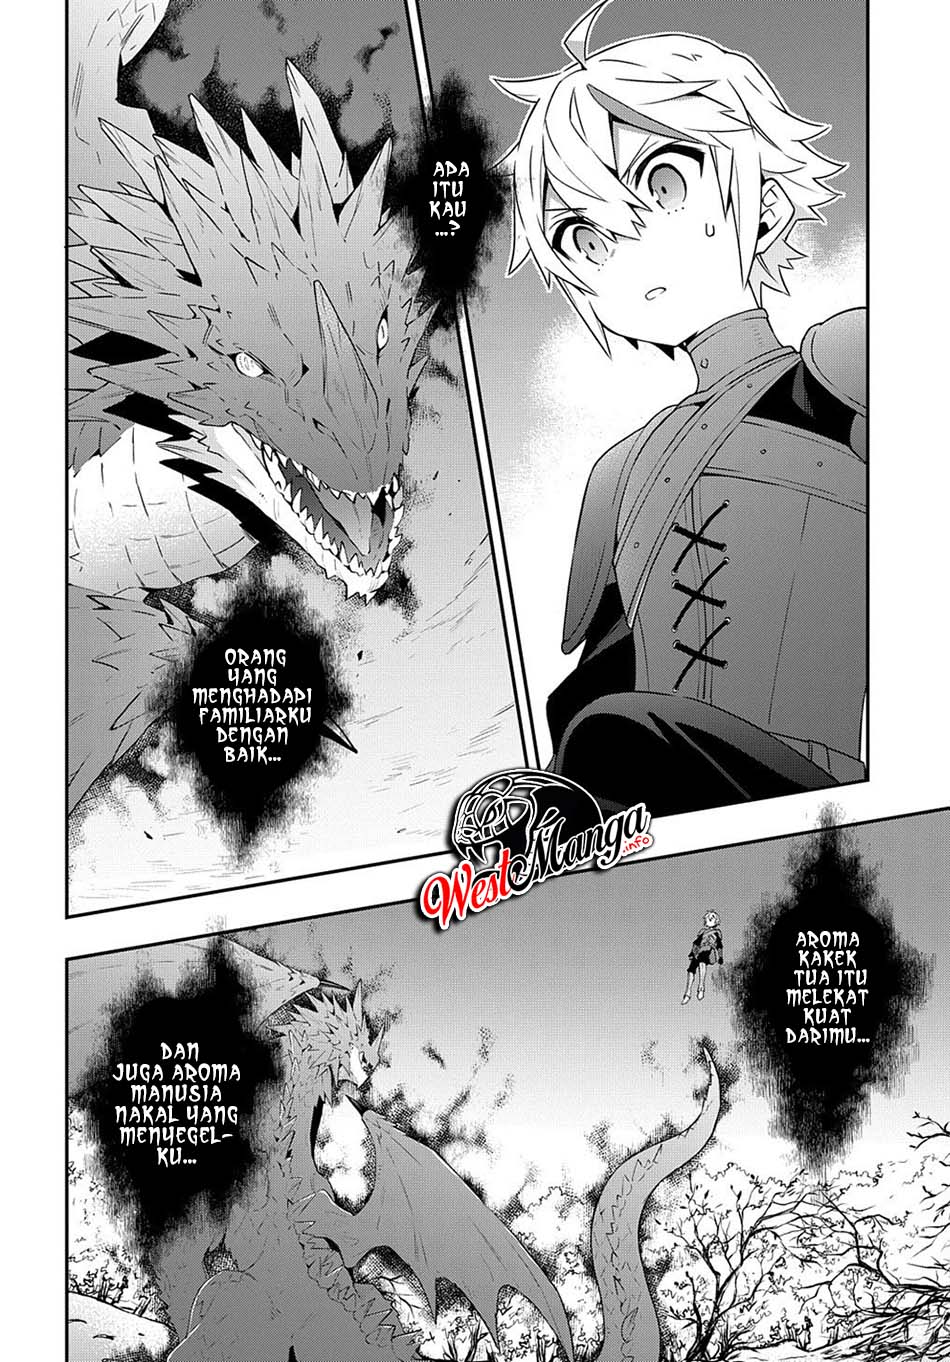 APA
ITU
KAU
...?
ORANG
YANG
MENGHADAPI
FAMILIARKU
DENGAN
BAIK...
WestManga
.info
AROMA
KAKEK
TUA ITU
MELEKAT
KUAT
DARIMU...
DAN
JUGA AROMA
MANUSIA
NAKAL YANG
MENYEGEL-
KU...